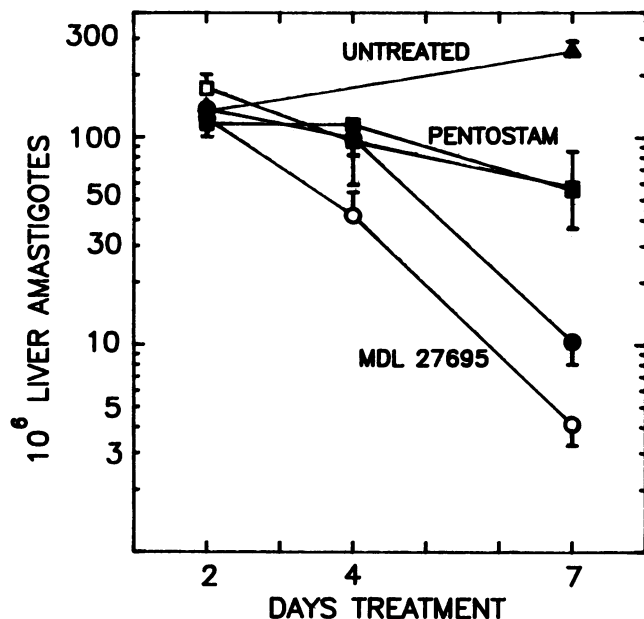 300
UNTREATED
PENTOSTAM
100
50
30
MDL 27695
10
5
3
10⁶ LIVER AMASTIGOTES
2 4 7
DAYS TREATMENT